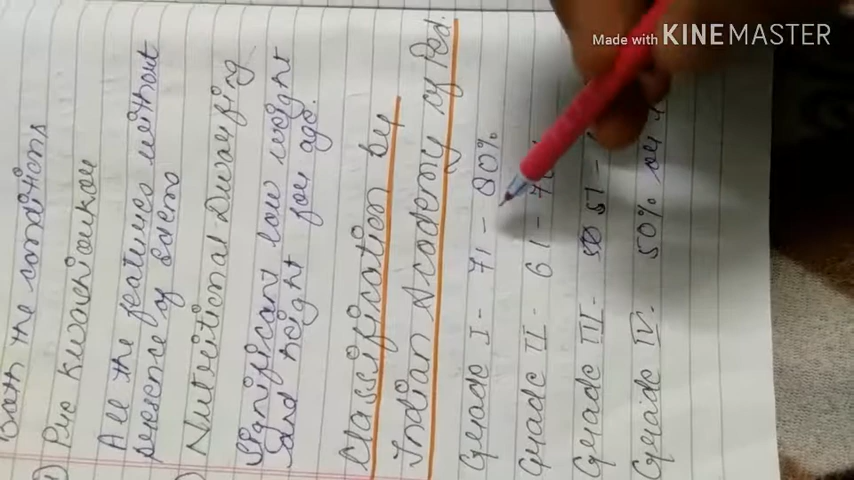 Both the conditions
Pre Kwashiorkor
All the features without
presence of Edema
Nutritional Dwarfing
Significant low weight
and height for age.
Classification by
Indian Academy of Ped.
Grade I - 71 - 80%
Grade II - 61 - 7
Grade III - 51 -
Grade IV - 50% or
Made with KINEMASTER